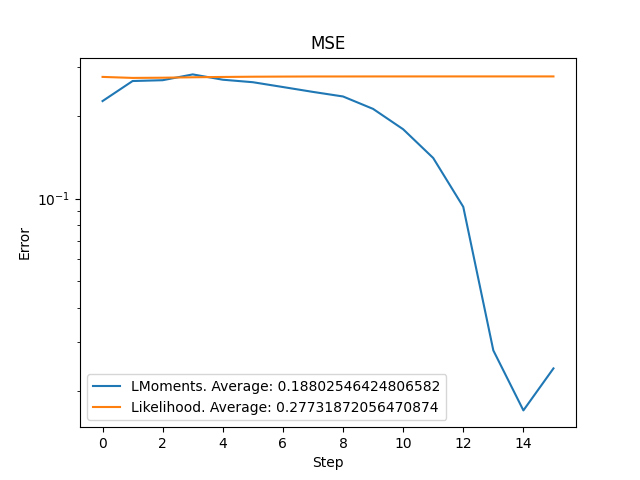 MSE
Error
10⁻¹
LMoments. Average: 0.18802546424806582
Likelihood. Average: 0.27731872056470874
0 2 4 6 8 10 12 14
Step